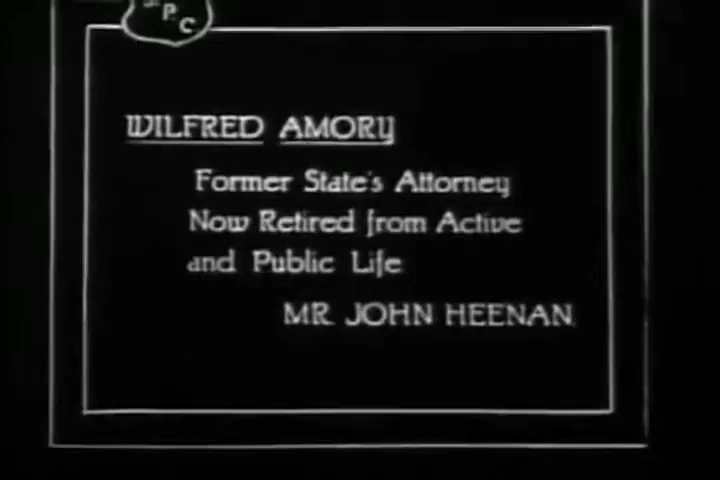 P. C
WILFRED AMORY
Former State's Attorney
Now Retired from Active
and Public Life
MR. JOHN HEENAN.